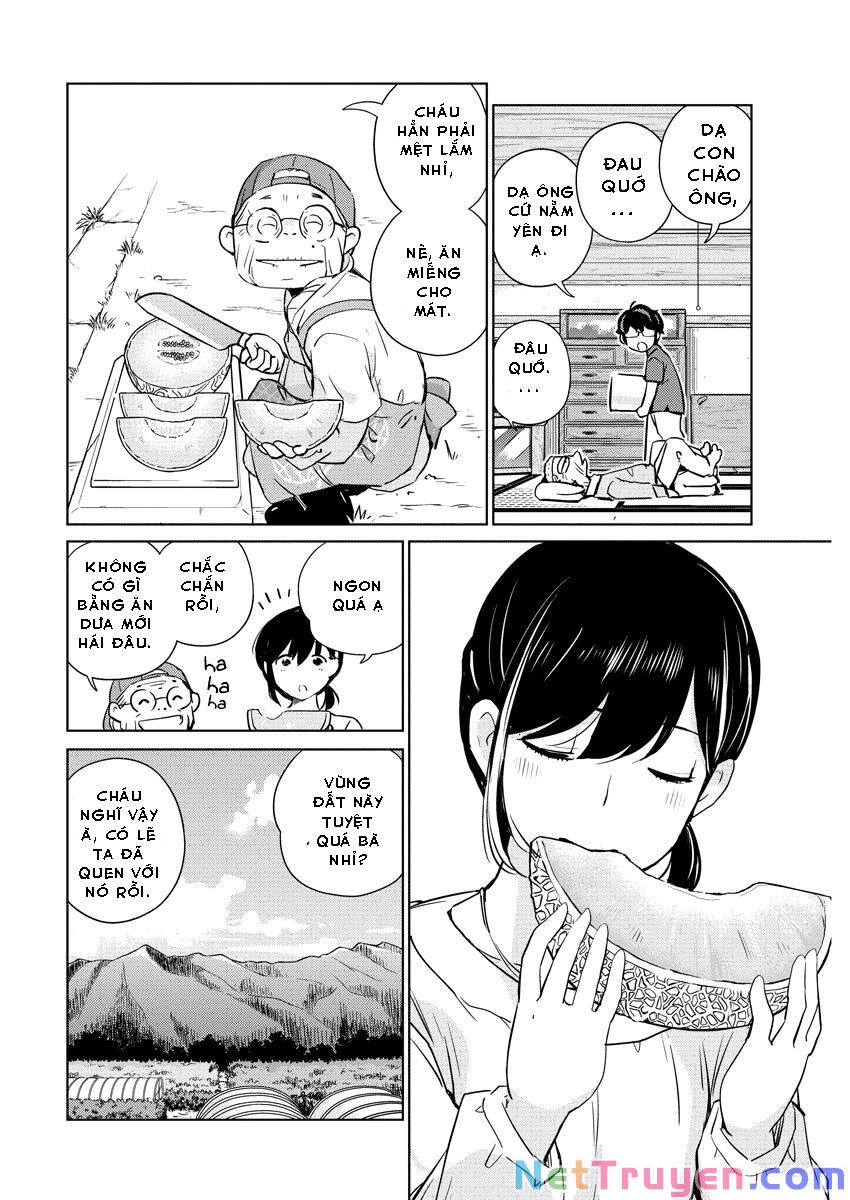 DẠ
CON
CHÀO
ÔNG,
ĐAU
QUỚ
...
DẠ ÔNG
CỨ NẰM
YÊN ĐI
Ạ.
ĐÂU
QUỚ.
...
CHÁU
HẲN PHẢI
MỆT LẮM
NHỈ,
NÈ, ĂN
MIẾNG
CHO
MÁT.
NGON
QUÁ Ạ
CHẮC
CHẮN
RỒI,
KHÔNG
CÓ GÌ
BẰNG ĂN
DƯA MỚI
HÁI ĐÂU.
ha
ha
ha
VÙNG
ĐẤT NÀY
TUYỆT
QUÁ BÀ
NHỈ?
CHÁU
NGHĨ VẬY
À, CÓ LẼ
TA ĐÃ
QUEN VỚI
NÓ RỒI.
NetTruyen.com